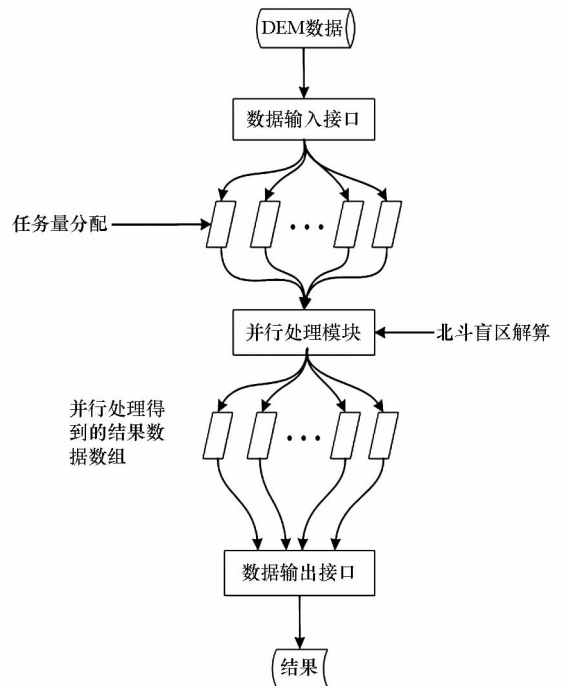 DEM数据
数据输入接口
任务量分配
• • •
并行处理模块
北斗盲区解算
并行处理得
到的结果数
据数组
• • •
数据输出接口
结果